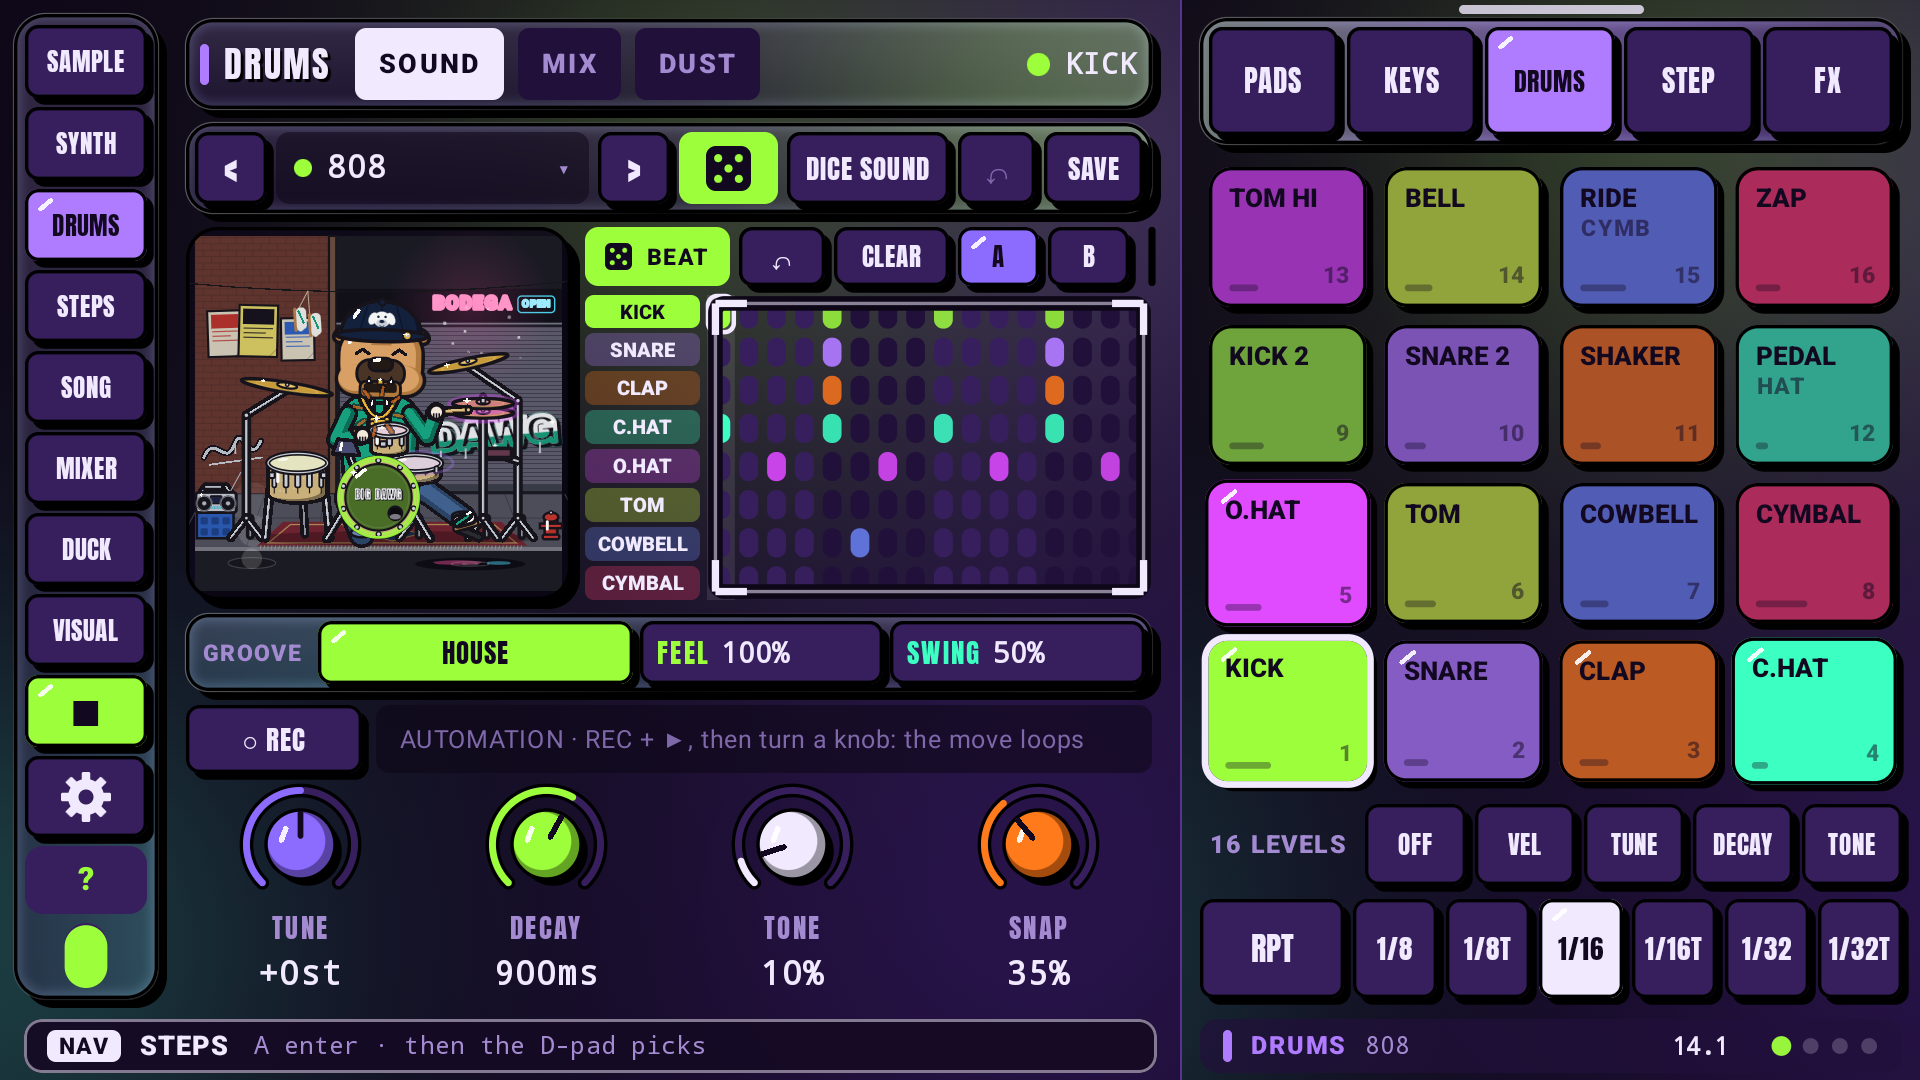 SAMPLE
SYNTH
DRUMS
STEPS
SONG
MIXER
DUCK
VISUAL
?
DRUMS
SOUND
MIX
DUST
KICK
<
808
>
DICE SOUND
SAVE
BODEGA
OPEN
DAWG
BIG DAWG
BEAT
CLEAR
A
B
KICK
SNARE
CLAP
C.HAT
O.HAT
TOM
COWBELL
CYMBAL
GROOVE
HOUSE
FEEL 100%
SWING 50%
○ REC
AUTOMATION · REC + ►, then turn a knob: the move loops
TUNE
+0st
DECAY
900ms
TONE
10%
SNAP
35%
NAV STEPS A enter · then the D-pad picks
PADS
KEYS
DRUMS
STEP
FX
TOM HI
13
BELL
14
RIDE
CYMB
15
ZAP
16
KICK 2
9
SNARE 2
10
SHAKER
11
PEDAL
HAT
12
O.HAT
5
TOM
6
COWBELL
7
CYMBAL
8
KICK
1
SNARE
2
CLAP
3
C.HAT
4
16 LEVELS
OFF
VEL
TUNE
DECAY
TONE
RPT
1/8
1/8T
1/16
1/16T
1/32
1/32T
DRUMS 808
14.1